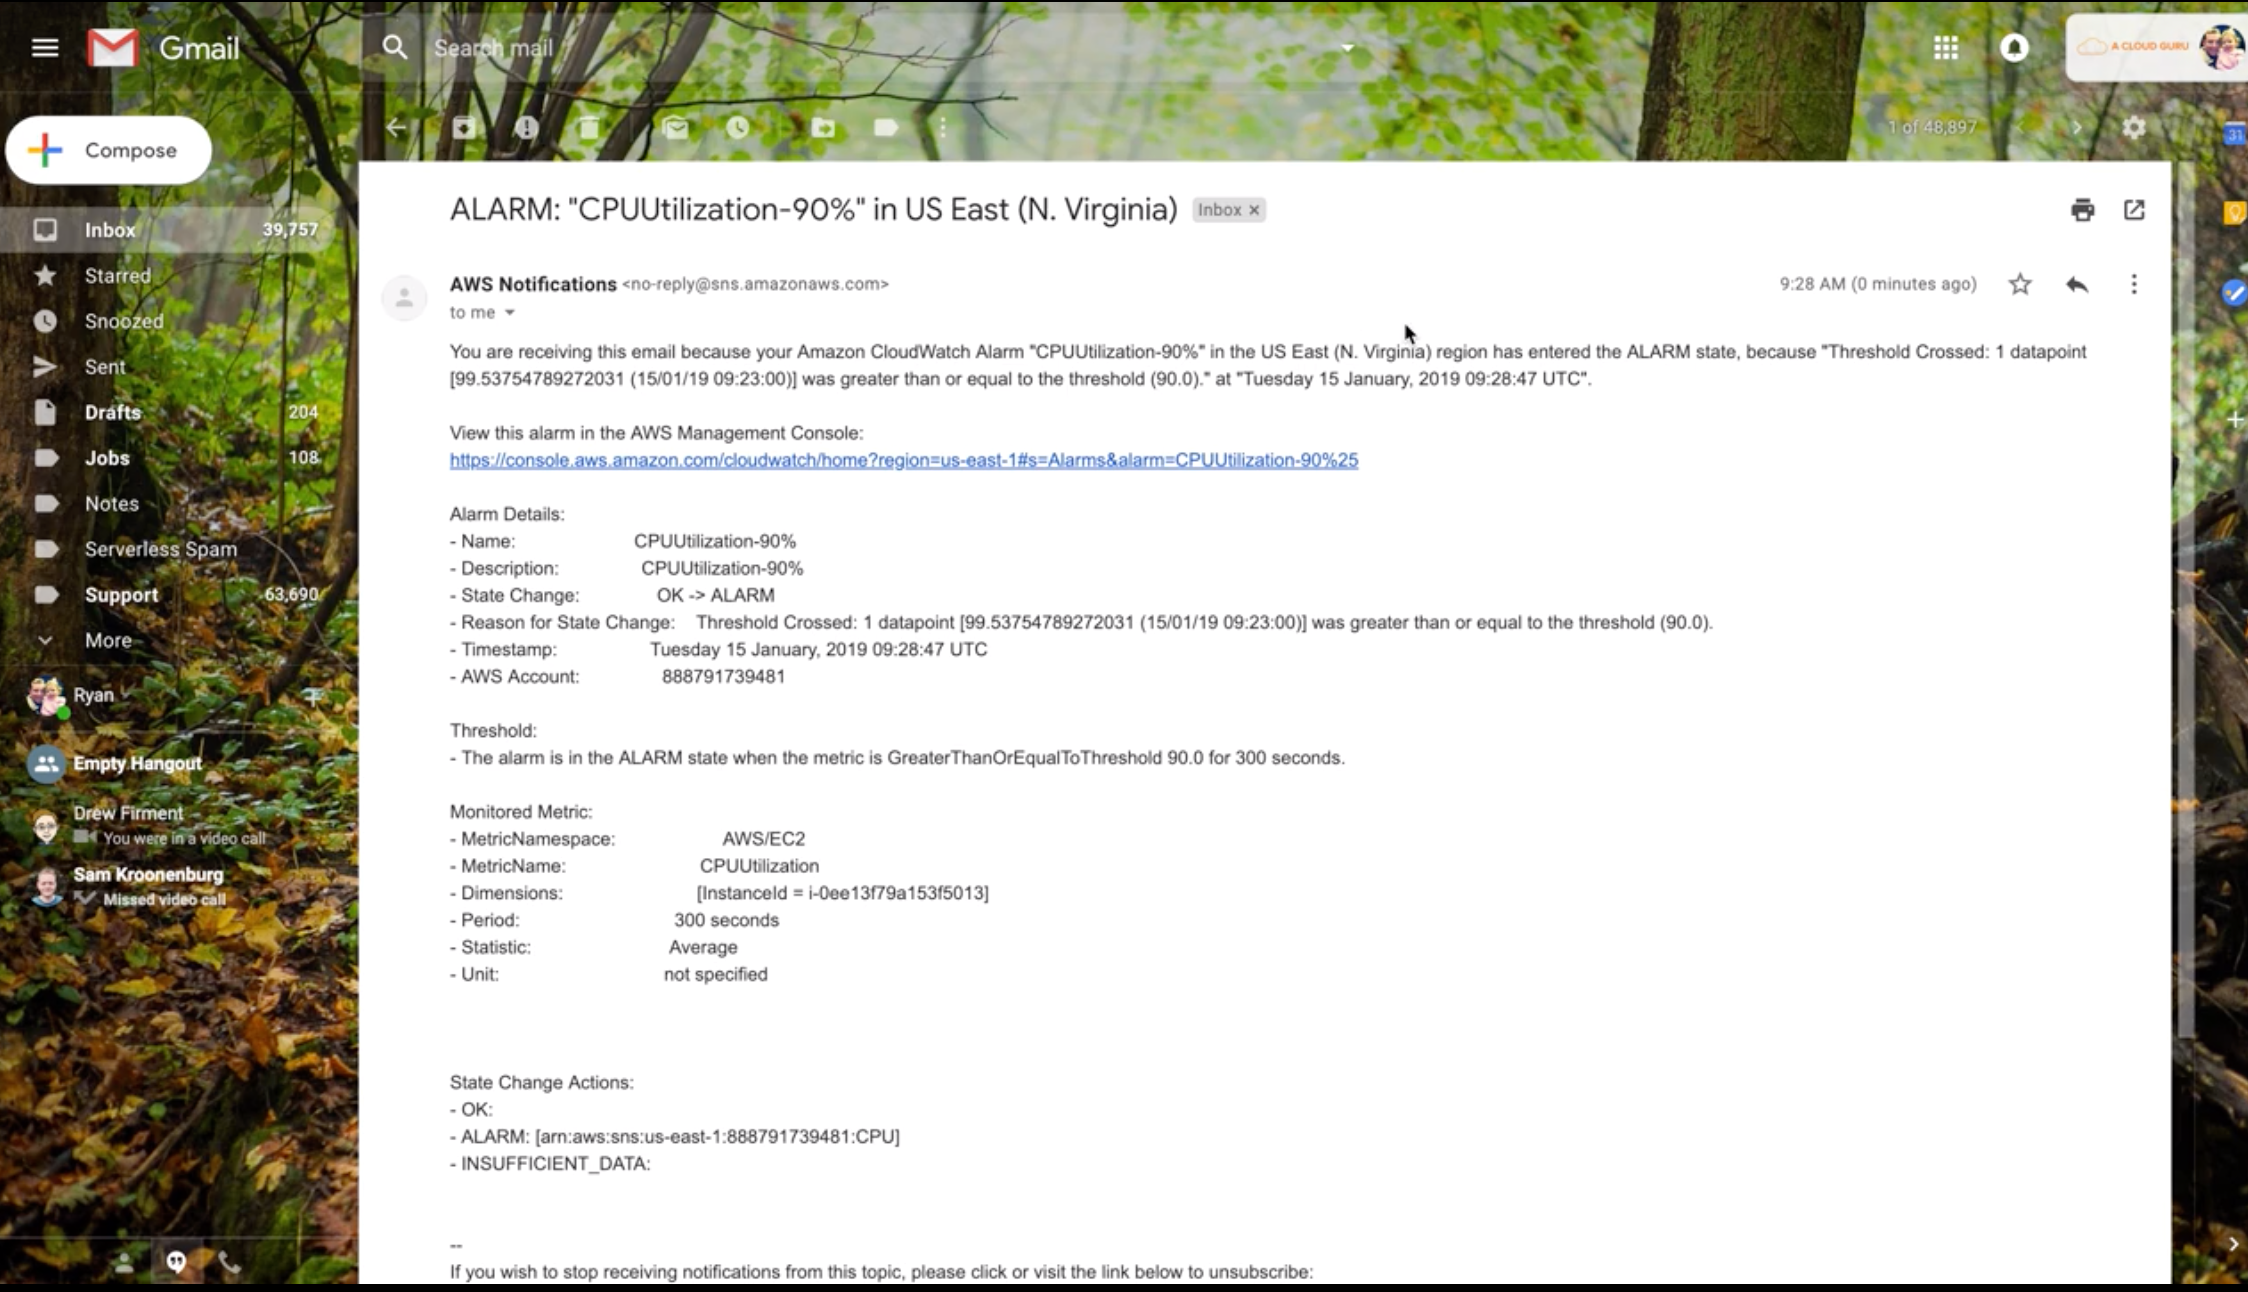 Gmail
Search mail
A CLOUD GURU
Compose
1 of 48,897
31
Inbox 39,757
Starred
Snoozed
Sent
Drafts 204
Jobs 108
Notes
Serverless Spam
Support 63,690
More
Ryan
Empty Hangout
Drew Firment
You were in a video call
Sam Kroonenburg
Missed video call
ALARM: "CPUUtilization-90%" in US East (N. Virginia) Inbox x
AWS Notifications <no-reply@sns.amazonaws.com> 9:28 AM (0 minutes ago)
to me
You are receiving this email because your Amazon CloudWatch Alarm "CPUUtilization-90%" in the US East (N. Virginia) region has entered the ALARM state, because "Threshold Crossed: 1 datapoint
[99.53754789272031 (15/01/19 09:23:00)] was greater than or equal to the threshold (90.0)." at "Tuesday 15 January, 2019 09:28:47 UTC".
View this alarm in the AWS Management Console:
https://console.aws.amazon.com/cloudwatch/home?region=us-east-1#s=Alarms&alarm=CPUUtilization-90%25
Alarm Details:
- Name: CPUUtilization-90%
- Description: CPUUtilization-90%
- State Change: OK -> ALARM
- Reason for State Change: Threshold Crossed: 1 datapoint [99.53754789272031 (15/01/19 09:23:00)] was greater than or equal to the threshold (90.0).
- Timestamp: Tuesday 15 January, 2019 09:28:47 UTC
- AWS Account: 888791739481
Threshold:
- The alarm is in the ALARM state when the metric is GreaterThanOrEqualToThreshold 90.0 for 300 seconds.
Monitored Metric:
- MetricNamespace: AWS/EC2
- MetricName: CPUUtilization
- Dimensions: [InstanceId = i-0ee13f79a153f5013]
- Period: 300 seconds
- Statistic: Average
- Unit: not specified
State Change Actions:
- OK:
- ALARM: [arn:aws:sns:us-east-1:888791739481:CPU]
- INSUFFICIENT_DATA:
--
If you wish to stop receiving notifications from this topic, please click or visit the link below to unsubscribe: